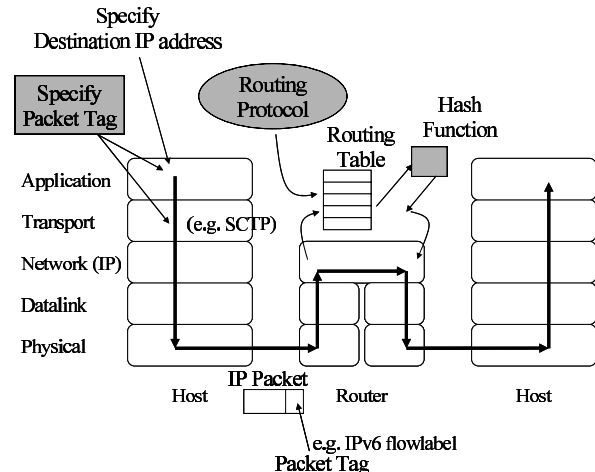 Specify
Destination IP address
Specify
Packet Tag
Routing
Protocol
Hash
Function
Routing
Table
Application
Transport
(e.g. SCTP)
Network (IP)
Datalink
Physical
Host
IP Packet
Router
Host
e.g. IPv6 flowlabel
Packet Tag